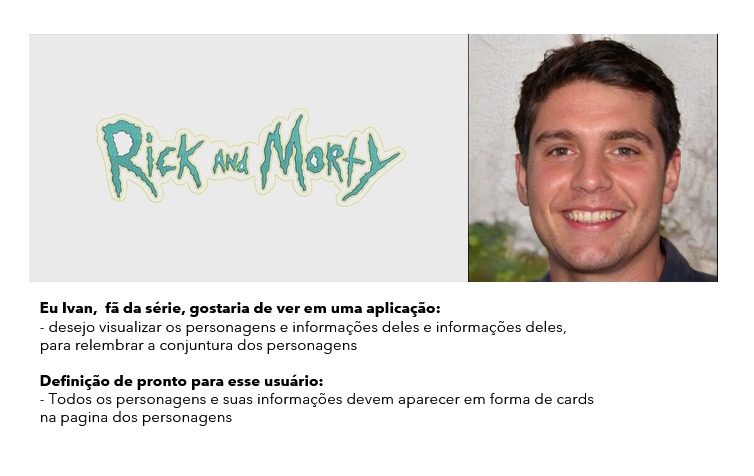 Rick and Morty
Eu Ivan, fã da série, gostaria de ver em uma aplicação:
- desejo visualizar os personagens e informações deles e informações deles,
para relembrar a conjuntura dos personagens
Definição de pronto para esse usuário:
- Todos os personagens e suas informações devem aparecer em forma de cards
na pagina dos personagens